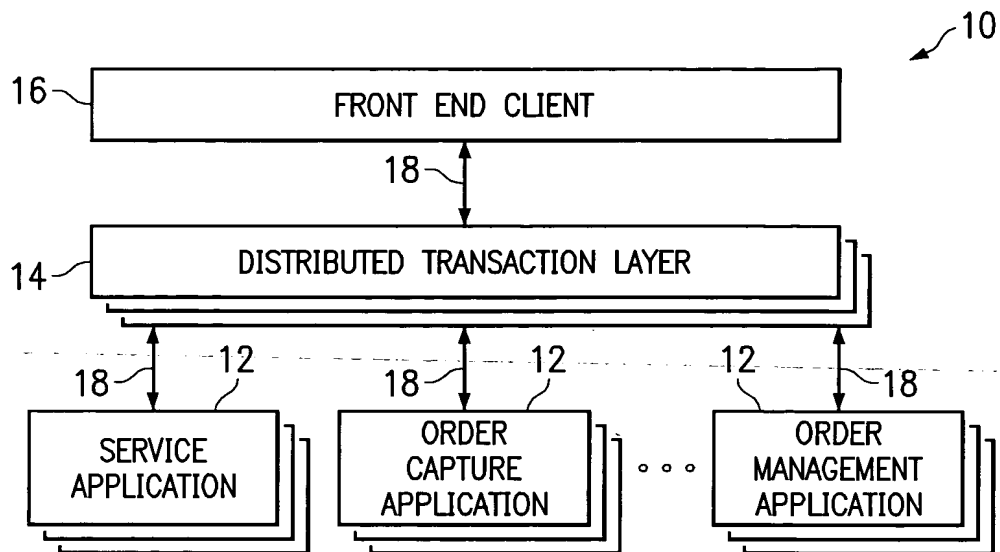 10
16
FRONT END CLIENT
18
14
DISTRIBUTED TRANSACTION LAYER
18
12
18
12
12
18
SERVICE
APPLICATION
ORDER
CAPTURE
APPLICATION
ORDER
MANAGEMENT
APPLICATION